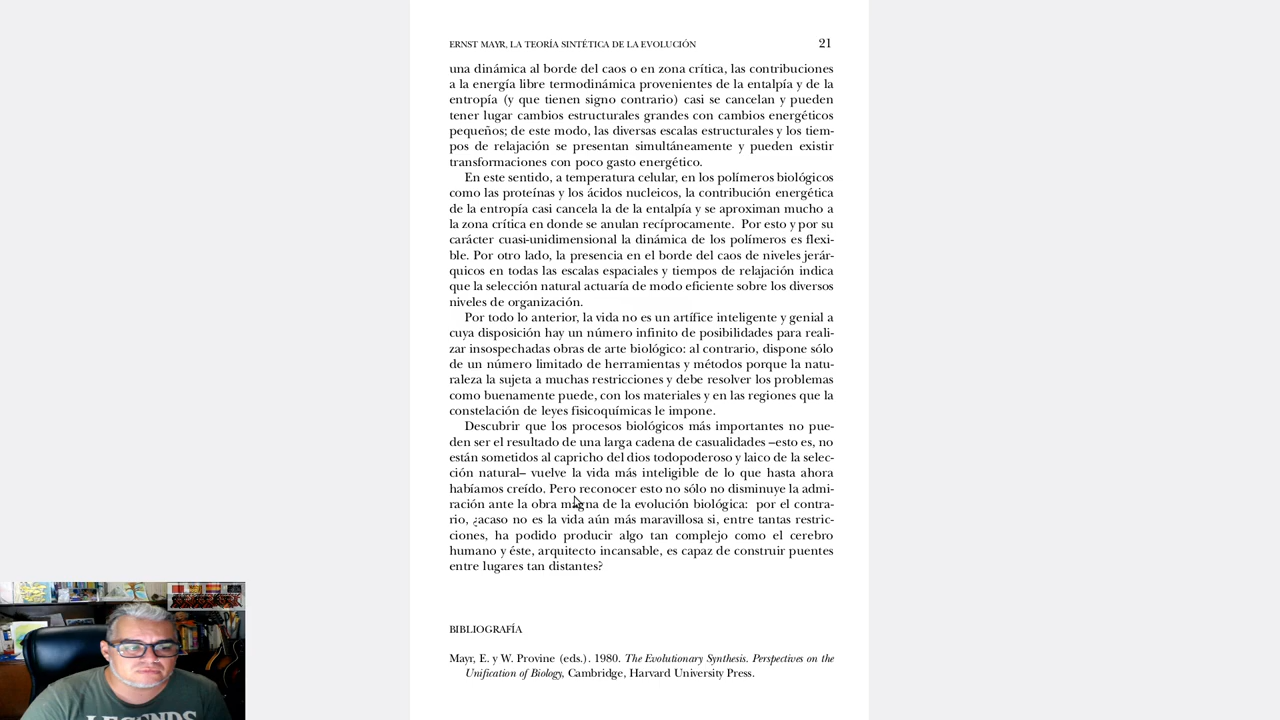 ERNST MAYR, LA TEORÍA SINTÉTICA DE LA EVOLUCIÓN 21
una dinámica al borde del caos o en zona crítica, las contribuciones
a la energía libre termodinámica provenientes de la entalpía y de la
entropía (y que tienen signo contrario) casi se cancelan y pueden
tener lugar cambios estructurales grandes con cambios energéticos
pequeños; de este modo, las diversas escalas estructurales y los tiem-
pos de relajación se presentan simultáneamente y pueden existir
transformaciones con poco gasto energético.
En este sentido, a temperatura celular, en los polímeros biológicos
como las proteínas y los ácidos nucleicos, la contribución energética
de la entropía casi cancela la de la entalpía y se aproximan mucho a
la zona crítica en donde se anulan recíprocamente. Por esto y por su
carácter cuasi-unidimensional la dinámica de los polímeros es flexi-
ble. Por otro lado, la presencia en el borde del caos de niveles jerár-
quicos en todas las escalas espaciales y tiempos de relajación indica
que la selección natural actuaría de modo eficiente sobre los diversos
niveles de organización.
Por todo lo anterior, la vida no es un artífice inteligente y genial a
cuya disposición hay un número infinito de posibilidades para reali-
zar insospechadas obras de arte biológico: al contrario, dispone sólo
de un número limitado de herramientas y métodos porque la natu-
raleza la sujeta a muchas restricciones y debe resolver los problemas
como buenamente puede, con los materiales y en las regiones que la
constelación de leyes fisicoquímicas le impone.
Descubrir que los procesos biológicos más importantes no pue-
den ser el resultado de una larga cadena de casualidades –esto es, no
están sometidos al capricho del dios todopoderoso y laico de la selec-
ción natural– vuelve la vida más inteligible de lo que hasta ahora
habíamos creído. Pero reconocer esto no sólo no disminuye la admi-
ración ante la obra magna de la evolución biológica: por el contra-
rio, ¿acaso no es la vida aún más maravillosa si, entre tantas restric-
ciones, ha podido producir algo tan complejo como el cerebro
humano y éste, arquitecto incansable, es capaz de construir puentes
entre lugares tan distantes?
BIBLIOGRAFÍA
Mayr, E. y W. Provine (eds.). 1980. The Evolutionary Synthesis. Perspectives on the
Unification of Biology, Cambridge, Harvard University Press.
LEGENDS